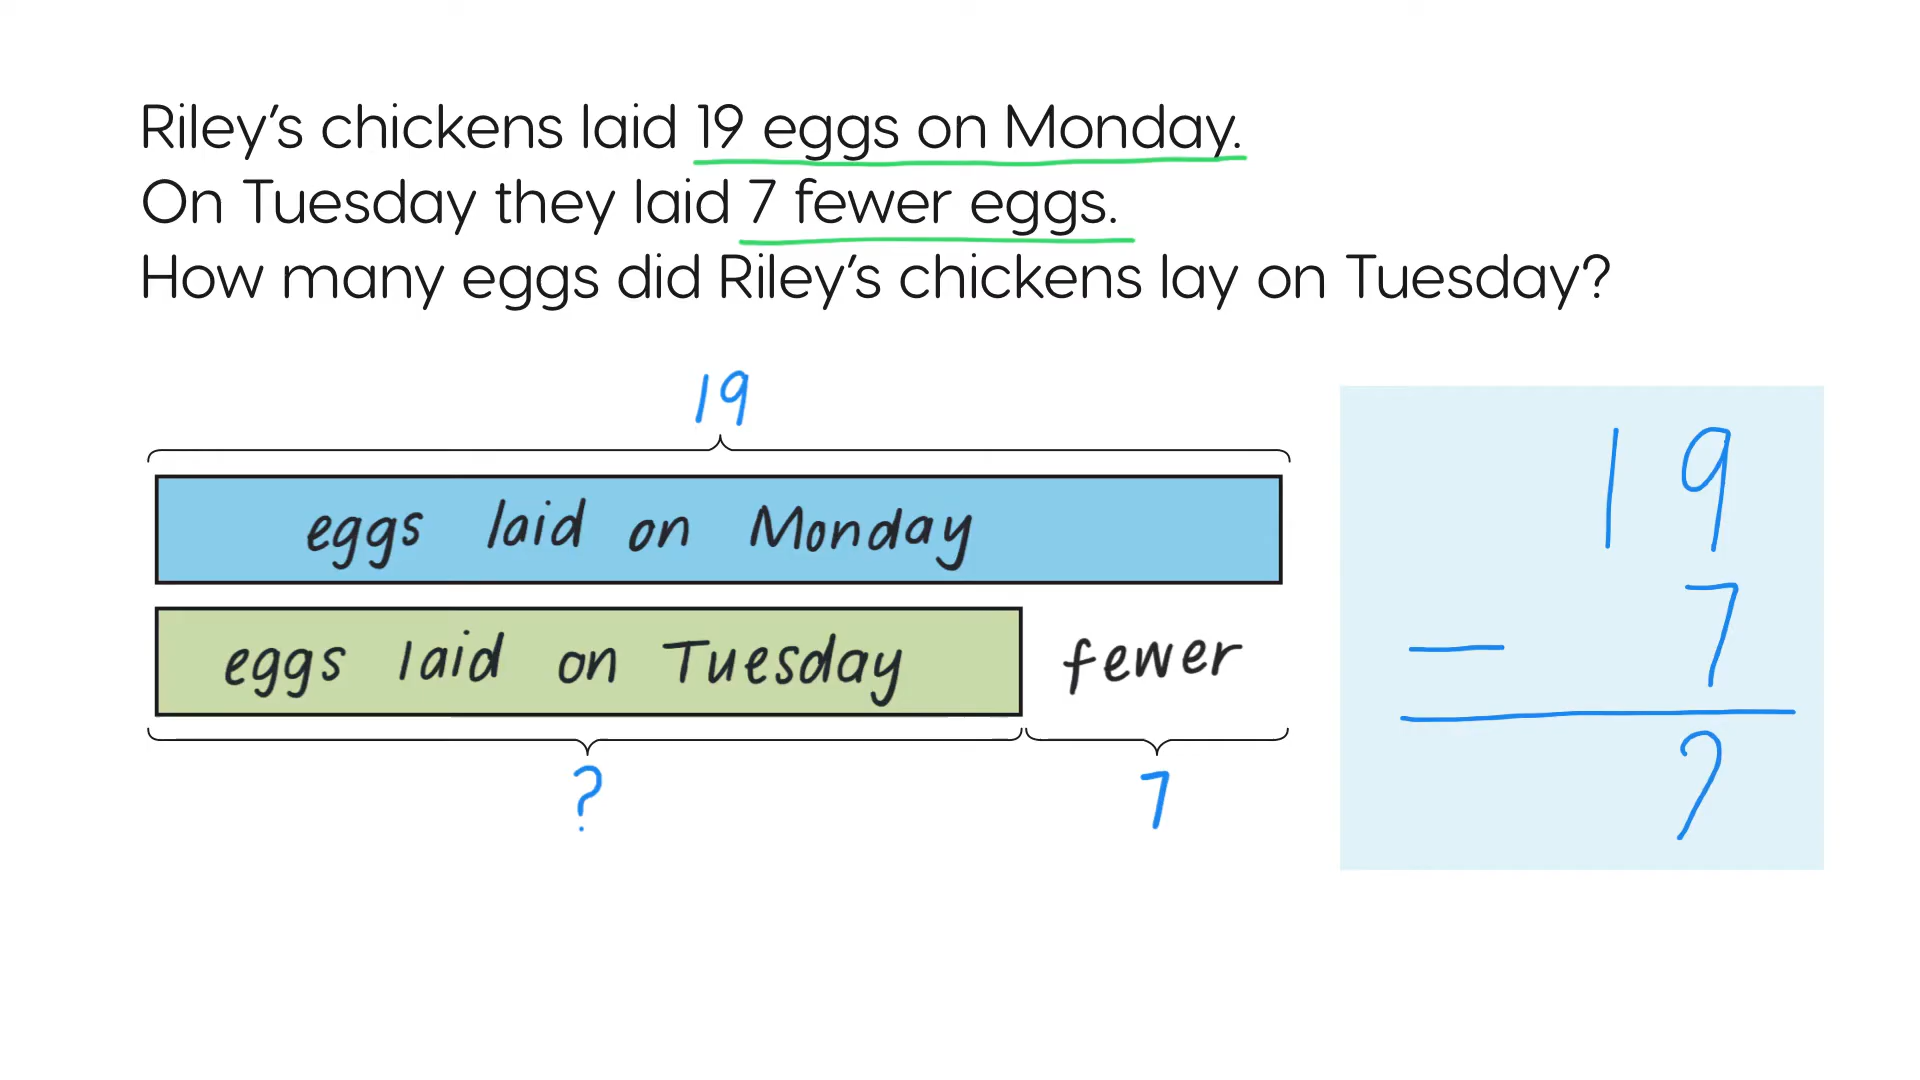 Riley’s chickens laid 19 eggs on Monday.
On Tuesday they laid 7 fewer eggs.
How many eggs did Riley’s chickens lay on Tuesday?
19
eggs laid on Monday
eggs laid on Tuesday fewer
? 7
19
− 7
?